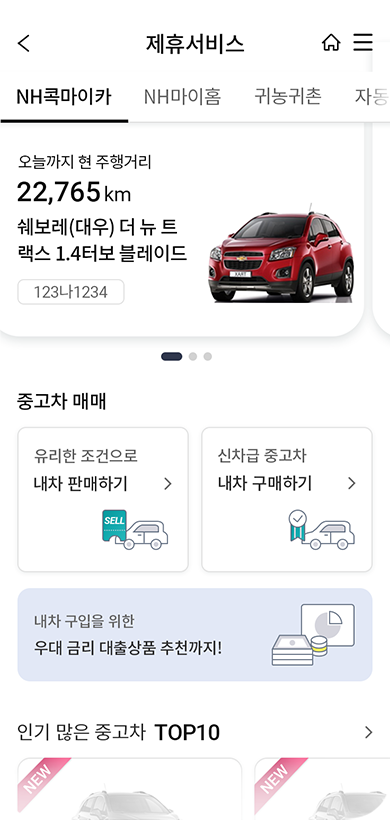 제휴서비스
NH콕마이카 NH마이홈 귀농귀촌 자동
오늘까지 현 주행거리
22,765 km
쉐보레(대우) 더 뉴 트
랙스 1.4터보 블레이드
123나1234
중고차 매매
유리한 조건으로
내차 판매하기
SELL
신차급 중고차
내차 구매하기
내차 구입을 위한
우대 금리 대출상품 추천까지!
인기 많은 중고차 TOP10
NEW
NEW